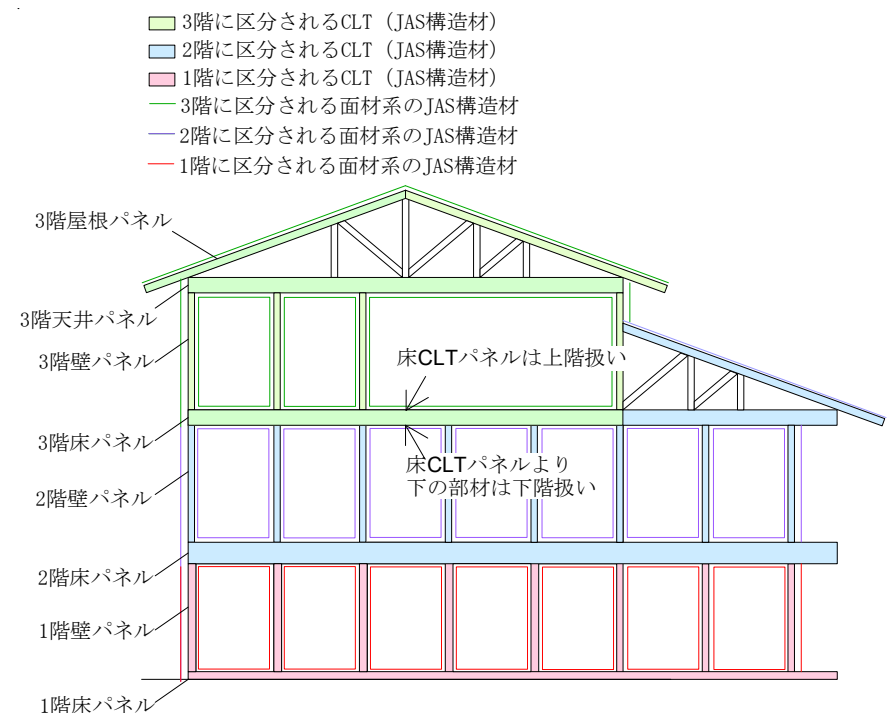 3階に区分されるCLT（JAS構造材）
2階に区分されるCLT（JAS構造材）
1階に区分されるCLT（JAS構造材）
3階に区分される面材系のJAS構造材
2階に区分される面材系のJAS構造材
1階に区分される面材系のJAS構造材
3階屋根パネル
3階天井パネル
3階壁パネル
床CLTパネルは上階扱い
3階床パネル
床CLTパネルより
下の部材は下階扱い
2階壁パネル
2階床パネル
1階壁パネル
1階床パネル